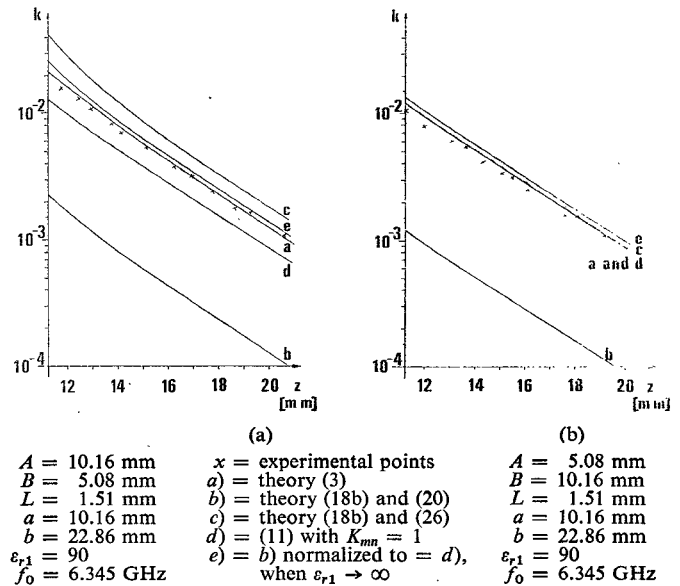 k
10⁻²
10⁻³
10⁻⁴
c
e
a
d
b
12 14 16 18 20 z
[mm]
(a)
k
10⁻²
10⁻³
10⁻⁴
e
c
a and d
b
12 14 16 18 20 z
[mm]
(b)
A = 10.16 mm
B = 5.08 mm
L = 1.51 mm
a = 10.16 mm
b = 22.86 mm
εr1 = 90
f0 = 6.345 GHz
x = experimental points
a) = theory (3)
b) = theory (18b) and (20)
c) = theory (18b) and (26)
d) = (11) with Kmn = 1
e) = b) normalized to = d),
when εr1 → ∞
A = 5.08 mm
B = 10.16 mm
L = 1.51 mm
a = 10.16 mm
b = 22.86 mm
εr1 = 90
f0 = 6.345 GHz